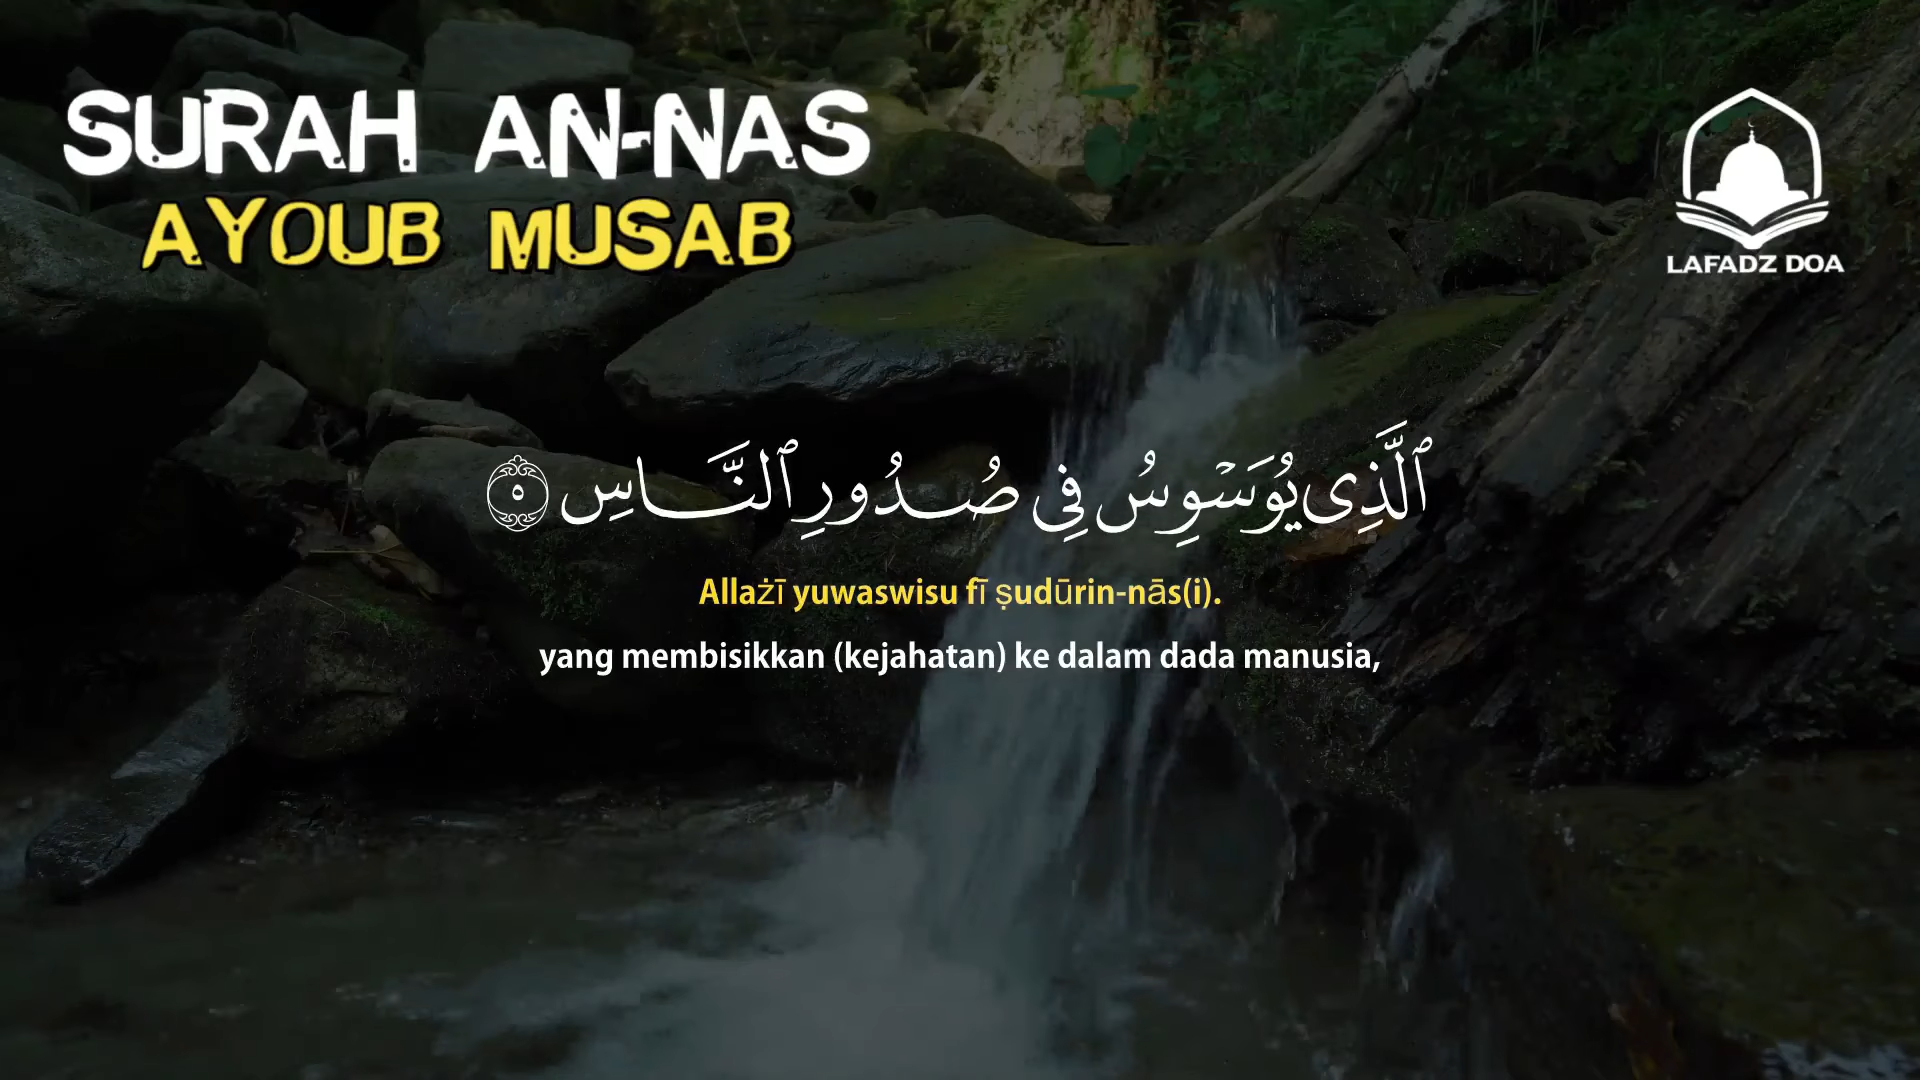 SURAH AN-NAS
AYOUB MUSAB
LAFADZ DOA
ٱلَّذِى يُوَسْوِسُ فِى صُدُورِ ٱلنَّاسِ ٥
Allażī yuwaswisu fī ṣudūrin-nās(i).
yang membisikkan (kejahatan) ke dalam dada manusia,